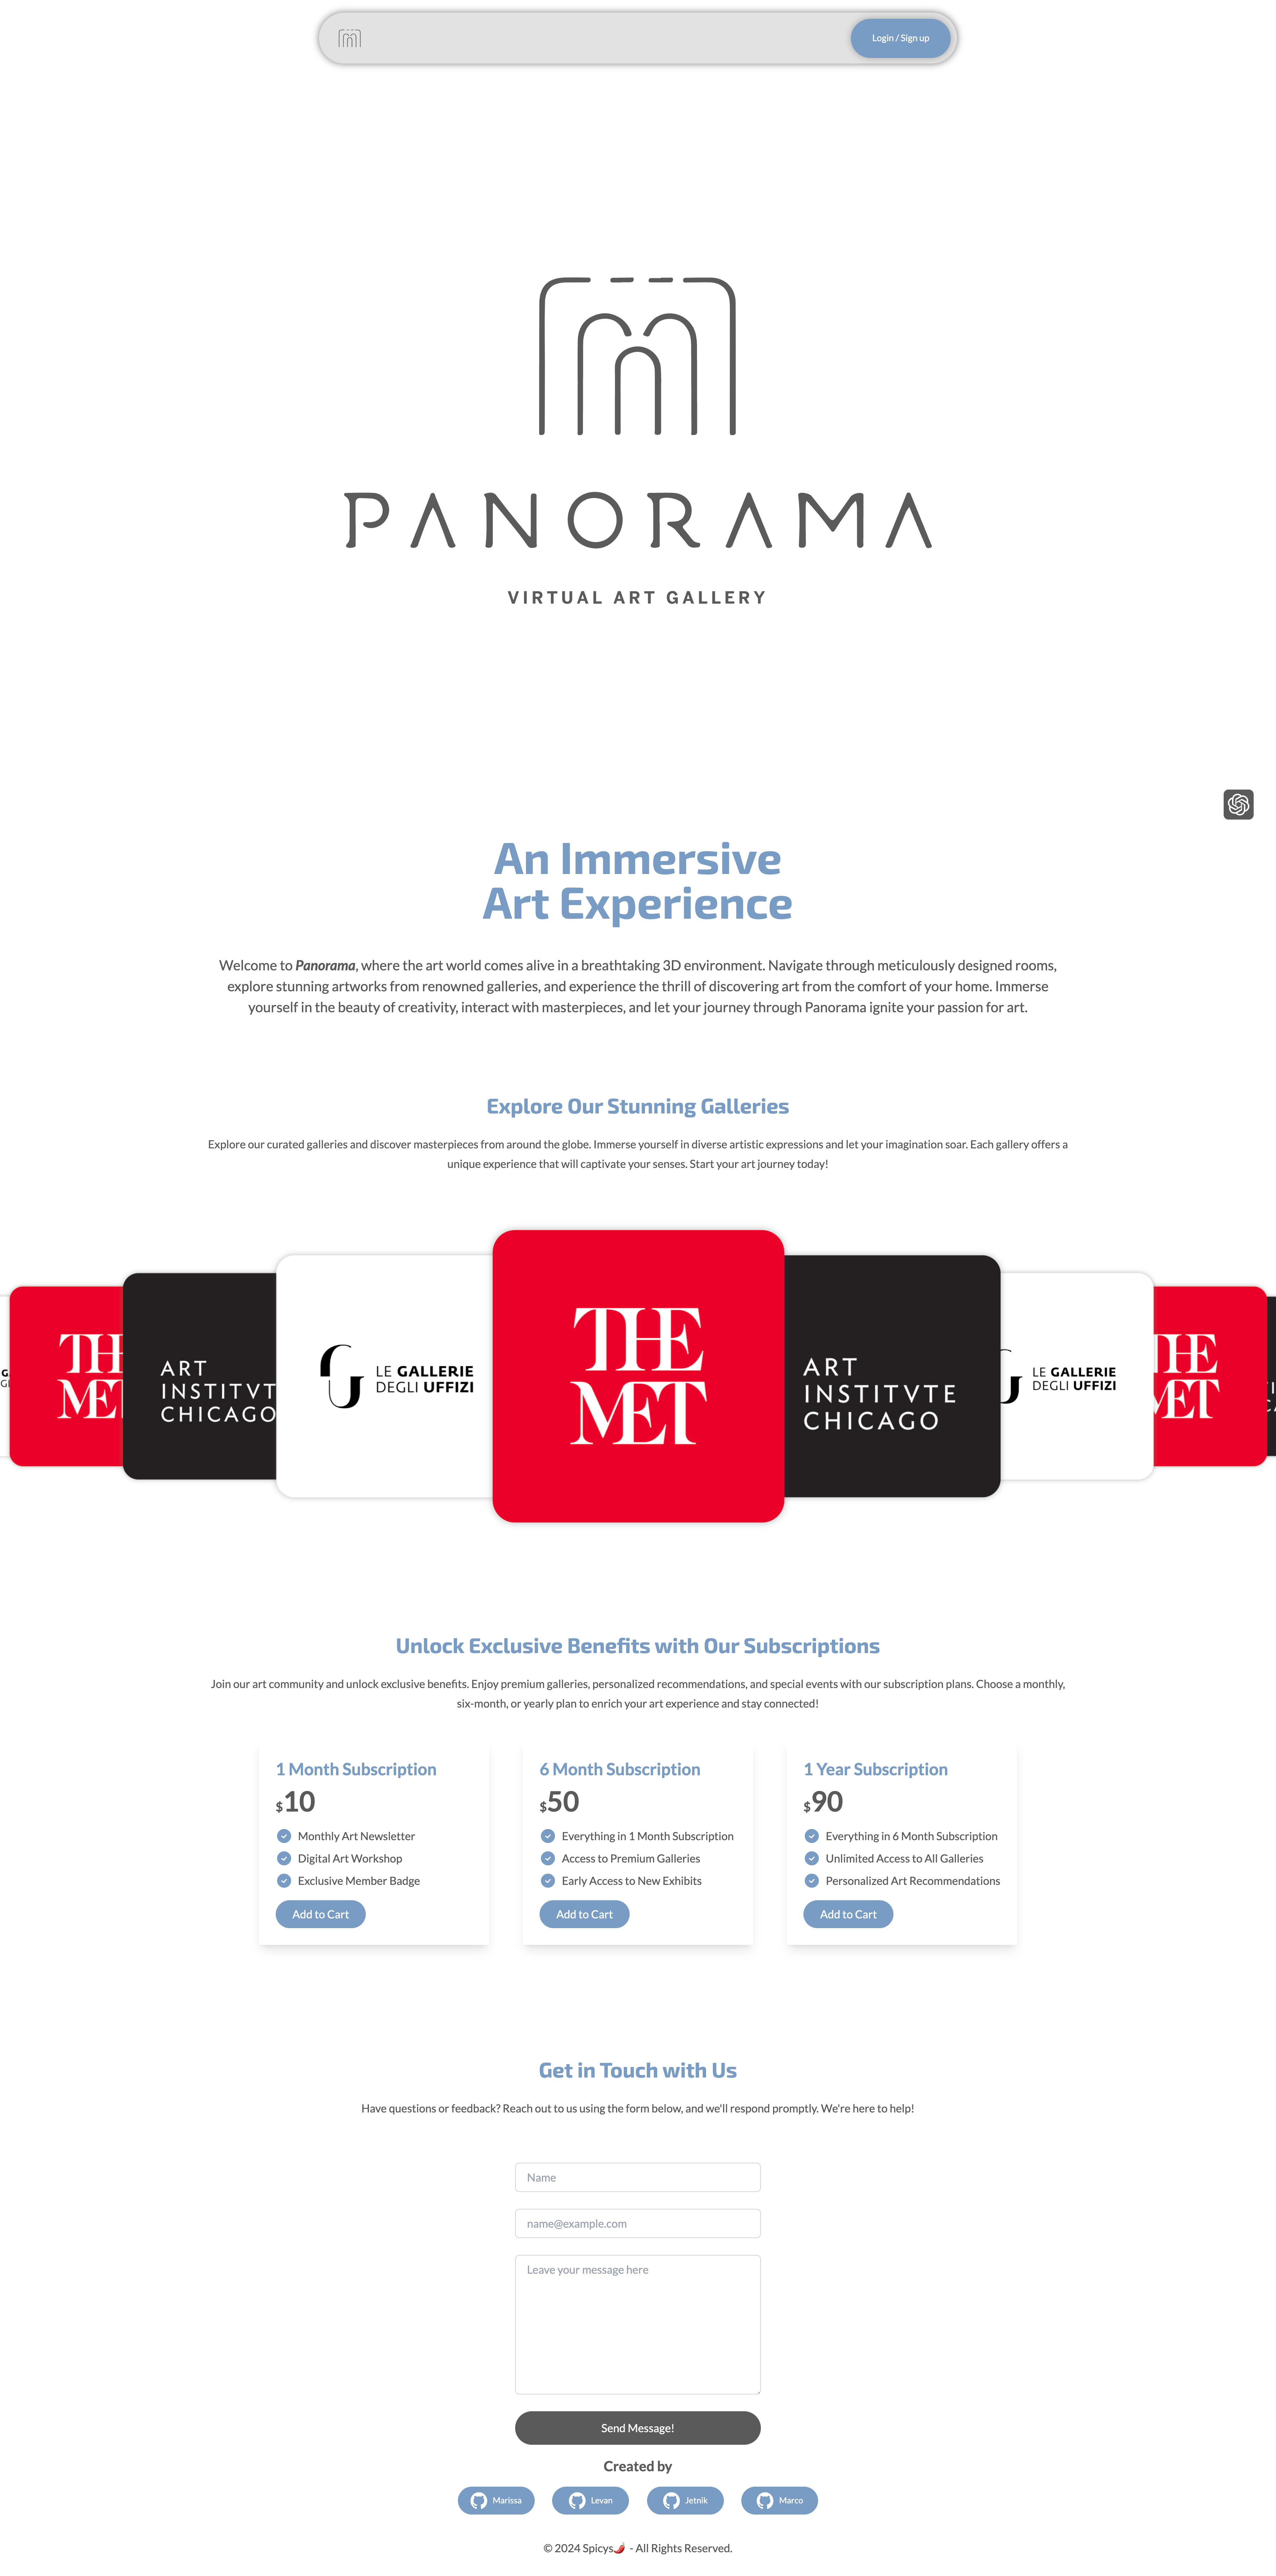 Login / Sign up
PANORAMA
VIRTUAL ART GALLERY
An Immersive
Art Experience
Welcome to Panorama, where the art world comes alive in a breathtaking 3D environment. Navigate through meticulously designed rooms,
explore stunning artworks from renowned galleries, and experience the thrill of discovering art from the comfort of your home. Immerse
yourself in the beauty of creativity, interact with masterpieces, and let your journey through Panorama ignite your passion for art.
Explore Our Stunning Galleries
Explore our curated galleries and discover masterpieces from around the globe. Immerse yourself in diverse artistic expressions and let your imagination soar. Each gallery offers a
unique experience that will captivate your senses. Start your art journey today!
TH
MET
ART
INSTITVT
CHICAGO
LE GALLERIE
DEGLI UFFIZI
THE
MET
ART
INSTITVTE
CHICAGO
LE GALLERIE
DEGLI UFFIZI
THE
MET
Unlock Exclusive Benefits with Our Subscriptions
Join our art community and unlock exclusive benefits. Enjoy premium galleries, personalized recommendations, and special events with our subscription plans. Choose a monthly,
six-month, or yearly plan to enrich your art experience and stay connected!
1 Month Subscription
$10
Monthly Art Newsletter
Digital Art Workshop
Exclusive Member Badge
Add to Cart
6 Month Subscription
$50
Everything in 1 Month Subscription
Access to Premium Galleries
Early Access to New Exhibits
Add to Cart
1 Year Subscription
$90
Everything in 6 Month Subscription
Unlimited Access to All Galleries
Personalized Art Recommendations
Add to Cart
Get in Touch with Us
Have questions or feedback? Reach out to us using the form below, and we'll respond promptly. We're here to help!
Name
name@example.com
Leave your message here
Send Message!
Created by
Marissa
Levan
Jetnik
Marco
© 2024 Spicys🌶️ - All Rights Reserved.